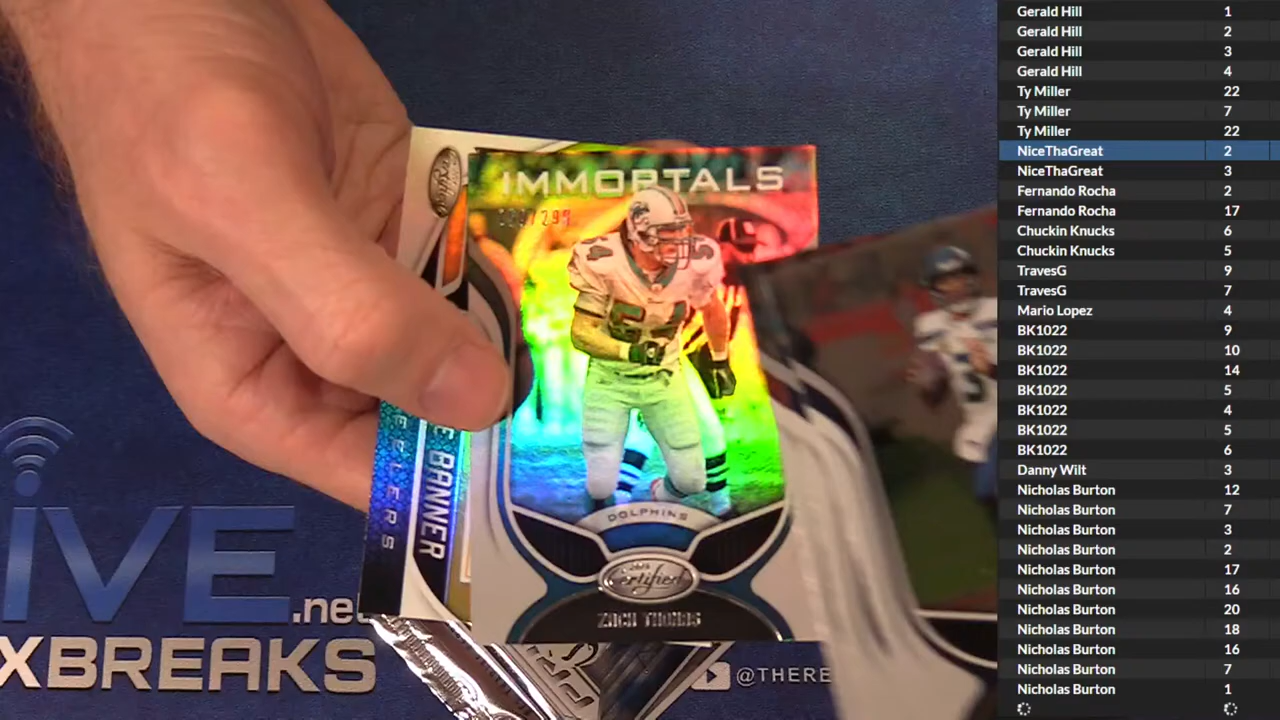 IMMORTALS
/299
54
DOLPHINS
Certified
ZACH THOMAS
BANNER
STEELERS
3
iVE.net
XBREAKS
@THERE
Gerald Hill 1
Gerald Hill 2
Gerald Hill 3
Gerald Hill 4
Ty Miller 22
Ty Miller 7
Ty Miller 22
NiceThaGreat 2
NiceThaGreat 3
Fernando Rocha 2
Fernando Rocha 17
Chuckin Knucks 6
Chuckin Knucks 5
TravesG 9
TravesG 7
Mario Lopez 4
BK1022 9
BK1022 10
BK1022 14
BK1022 5
BK1022 4
BK1022 5
BK1022 6
Danny Wilt 3
Nicholas Burton 12
Nicholas Burton 7
Nicholas Burton 3
Nicholas Burton 2
Nicholas Burton 17
Nicholas Burton 16
Nicholas Burton 20
Nicholas Burton 18
Nicholas Burton 16
Nicholas Burton 7
Nicholas Burton 1